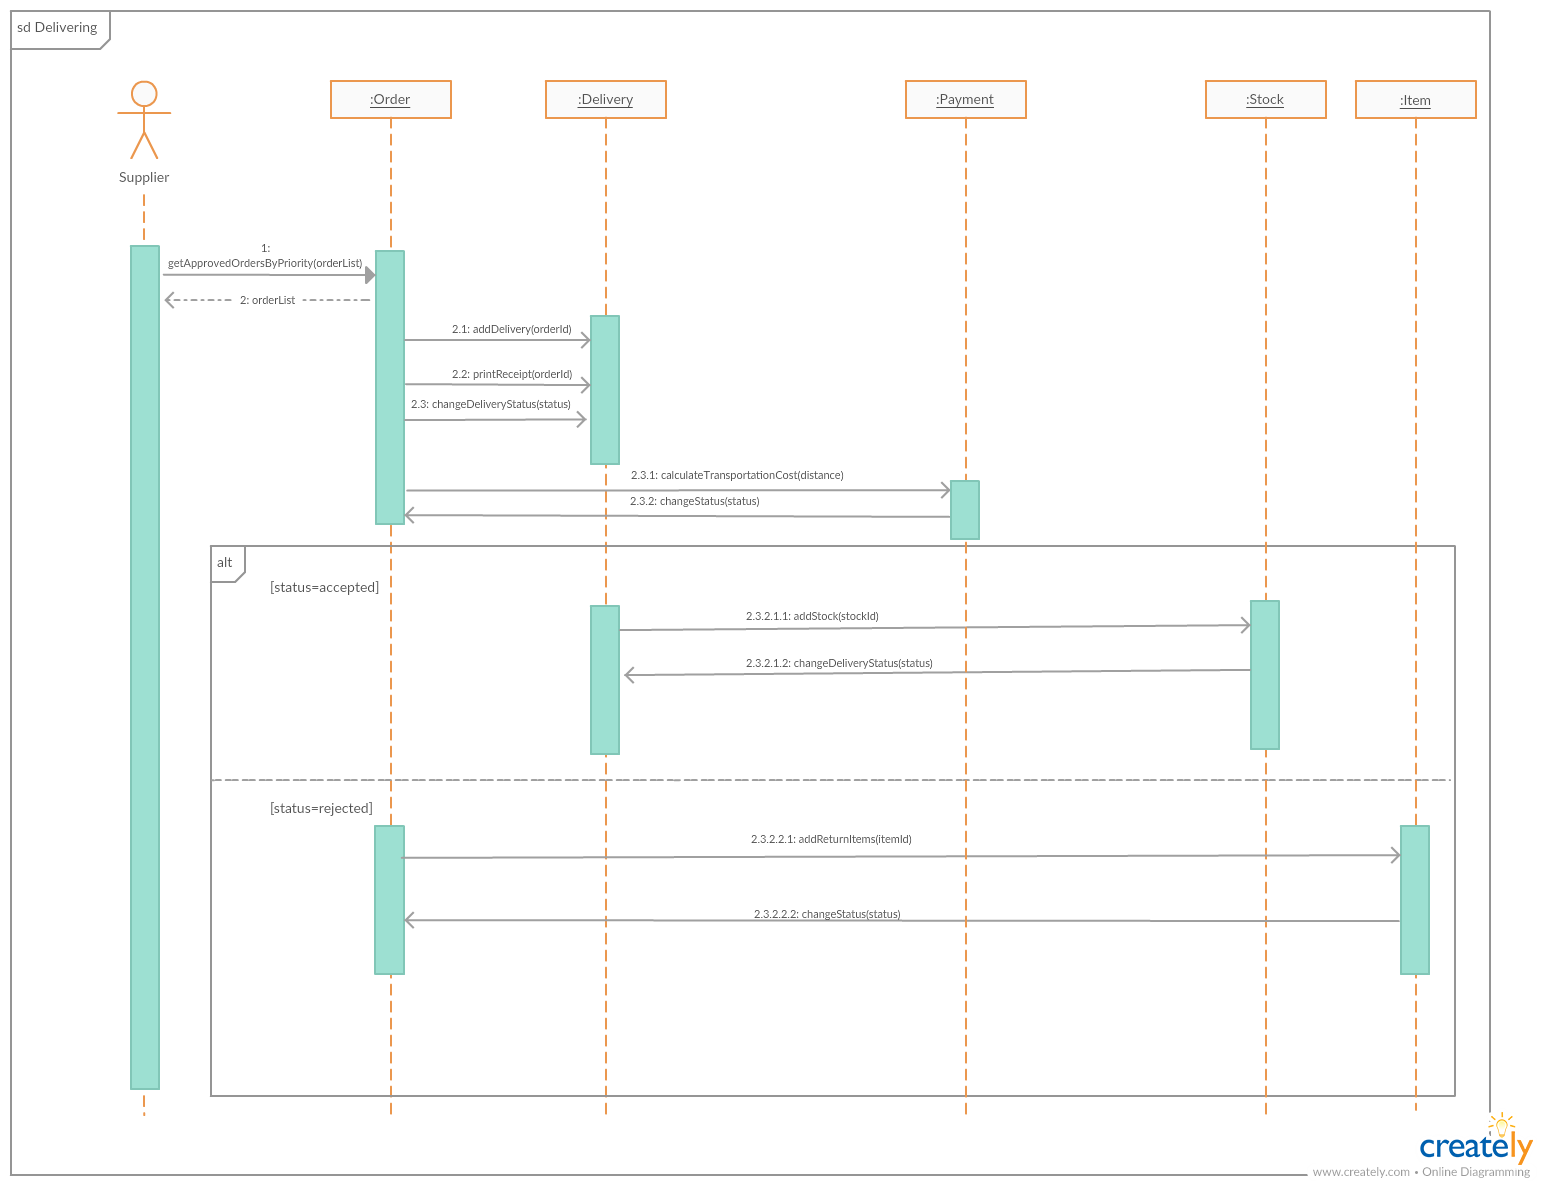 sd Delivering
:Order
:Delivery
:Payment
:Stock
:Item
Supplier
1:
getApprovedOrdersByPriority(orderList)
2: orderList
2.1: addDelivery(orderId)
2.2: printReceipt(orderId)
2.3: changeDeliveryStatus(status)
2.3.1: calculateTransportationCost(distance)
2.3.2: changeStatus(status)
alt
[status=accepted]
2.3.2.1.1: addStock(stockId)
2.3.2.1.2: changeDeliveryStatus(status)
[status=rejected]
2.3.2.2.1: addReturnItems(itemId)
2.3.2.2.2: changeStatus(status)
creately
www.creately.com • Online Diagramming